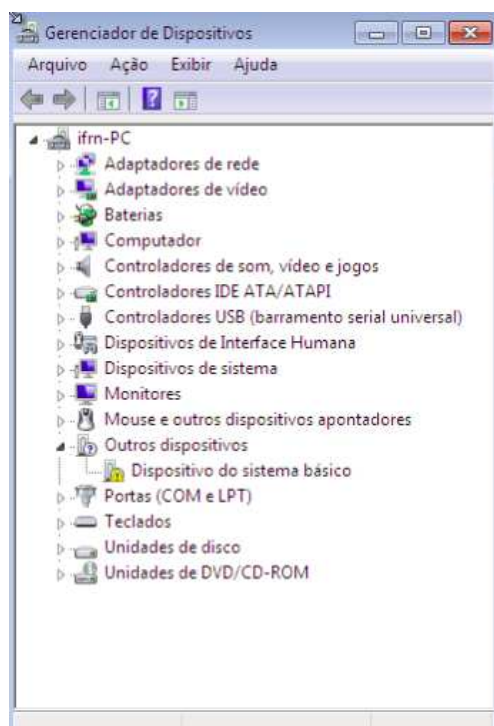 Gerenciador de Dispositivos
Arquivo Ação Exibir Ajuda
ifrn-PC
Adaptadores de rede
Adaptadores de vídeo
Baterias
Computador
Controladores de som, vídeo e jogos
Controladores IDE ATA/ATAPI
Controladores USB (barramento serial universal)
Dispositivos de Interface Humana
Dispositivos de sistema
Monitores
Mouse e outros dispositivos apontadores
Outros dispositivos
Dispositivo do sistema básico
Portas (COM e LPT)
Teclados
Unidades de disco
Unidades de DVD/CD-ROM